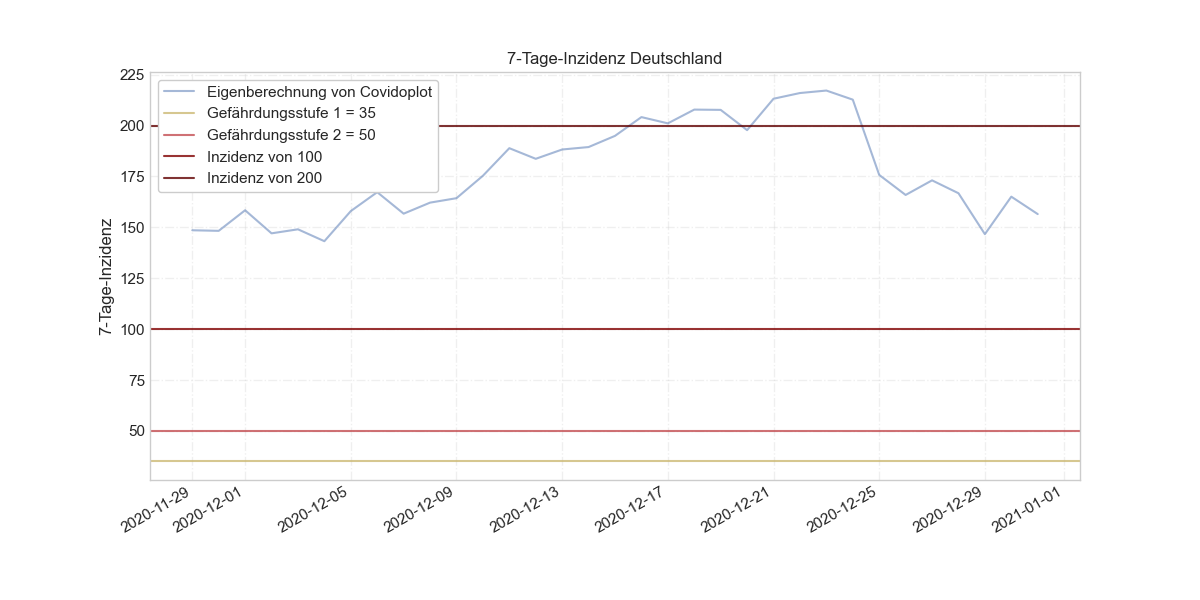 7-Tage-Inzidenz Deutschland
Eigenberechnung von Covidoplot
Gefährdungsstufe 1 = 35
Gefährdungsstufe 2 = 50
Inzidenz von 100
Inzidenz von 200
7-Tage-Inzidenz
225
200
175
150
125
100
75
50
2020-11-29
2020-12-01
2020-12-05
2020-12-09
2020-12-13
2020-12-17
2020-12-21
2020-12-25
2020-12-29
2021-01-01